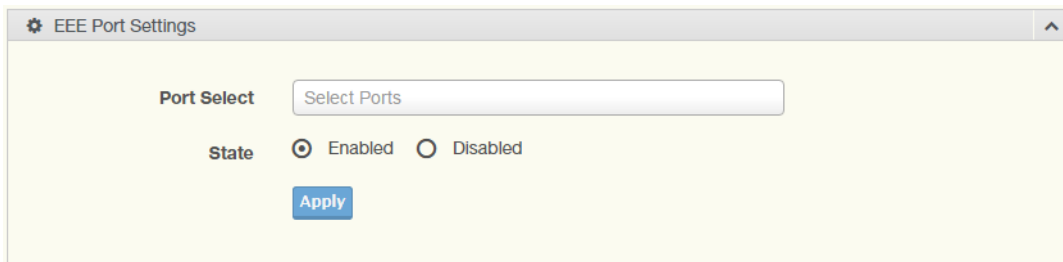 EEE Port Settings
Port Select Select Ports
State Enabled Disabled
Apply